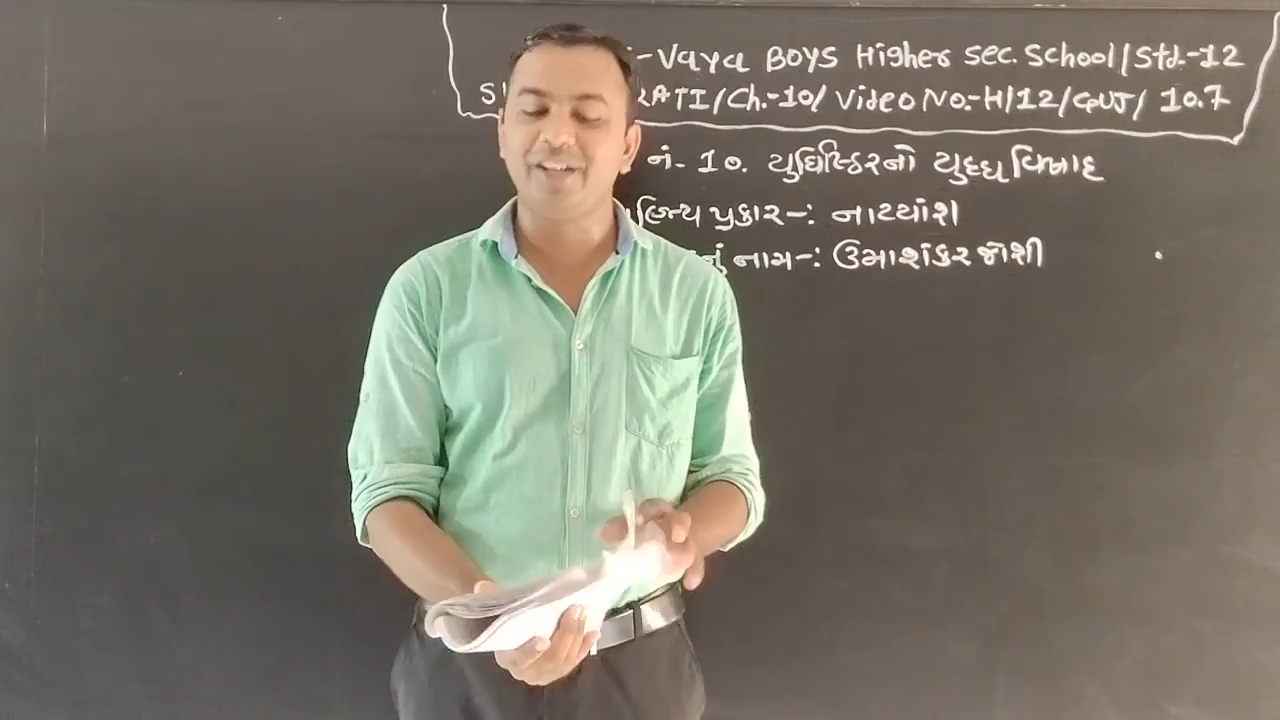 -Vaya BOYS Higher sec. School/Std.-12
RATI/Ch.-10/ Video No:-H/12/GUJ/ 10.7
નં- 10. યુધિષ્ઠિરનો યુદ્ધવિષાદ
પ્રકાર-: નાટ્યાંશ
નામ-: ઉમાશંકર જોશી